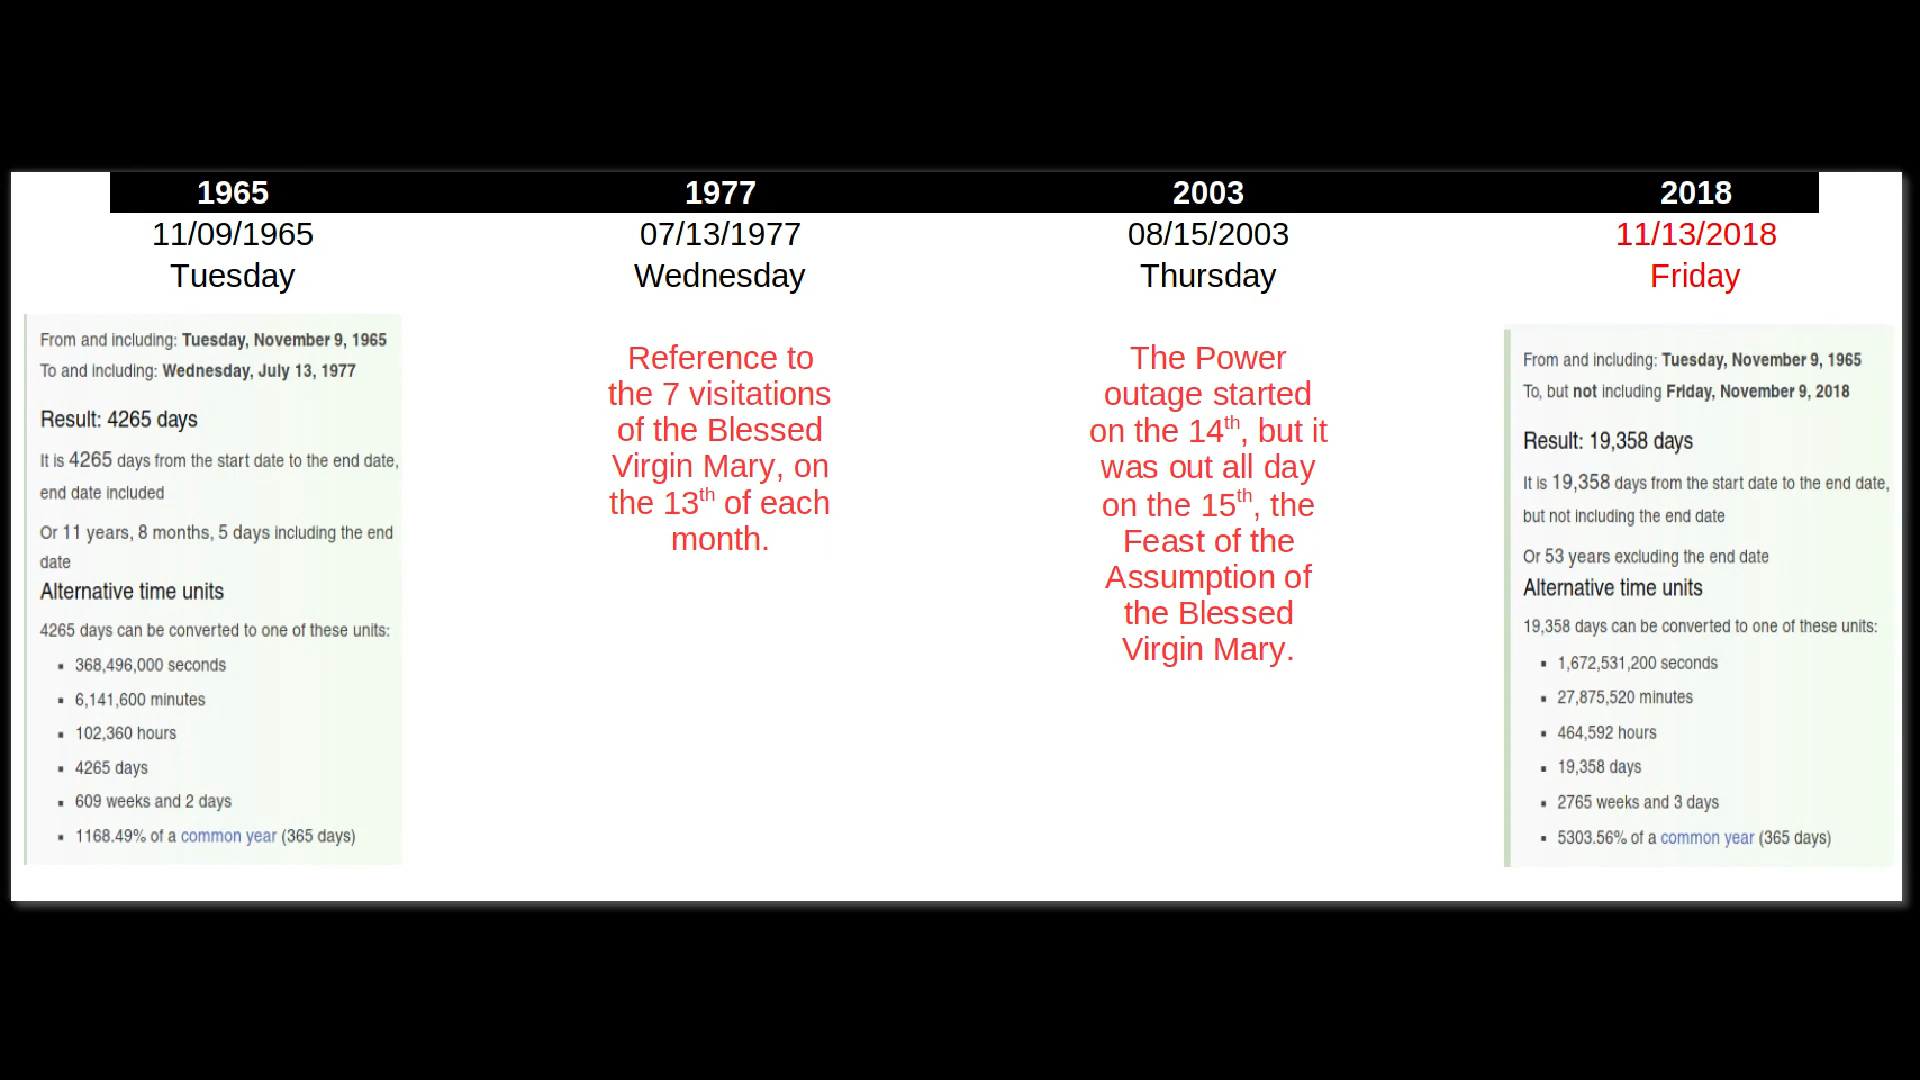 1965
1977
2003
2018
11/09/1965
Tuesday
07/13/1977
Wednesday
08/15/2003
Thursday
11/13/2018
Friday
From and including: Tuesday, November 9, 1965
To and including: Wednesday, July 13, 1977
Result: 4265 days
It is 4265 days from the start date to the end date,
end date included
Or 11 years, 8 months, 5 days including the end
date
Alternative time units
4265 days can be converted to one of these units:
▪ 368,496,000 seconds
▪ 6,141,600 minutes
▪ 102,360 hours
▪ 4265 days
▪ 609 weeks and 2 days
▪ 1168.49% of a common year (365 days)
Reference to
the 7 visitations
of the Blessed
Virgin Mary, on
the 13th of each
month.
The Power
outage started
on the 14th, but it
was out all day
on the 15th, the
Feast of the
Assumption of
the Blessed
Virgin Mary.
From and including: Tuesday, November 9, 1965
To, but not including Friday, November 9, 2018
Result: 19,358 days
It is 19,358 days from the start date to the end date,
but not including the end date
Or 53 years excluding the end date
Alternative time units
19,358 days can be converted to one of these units:
▪ 1,672,531,200 seconds
▪ 27,875,520 minutes
▪ 464,592 hours
▪ 19,358 days
▪ 2765 weeks and 3 days
▪ 5303.56% of a common year (365 days)